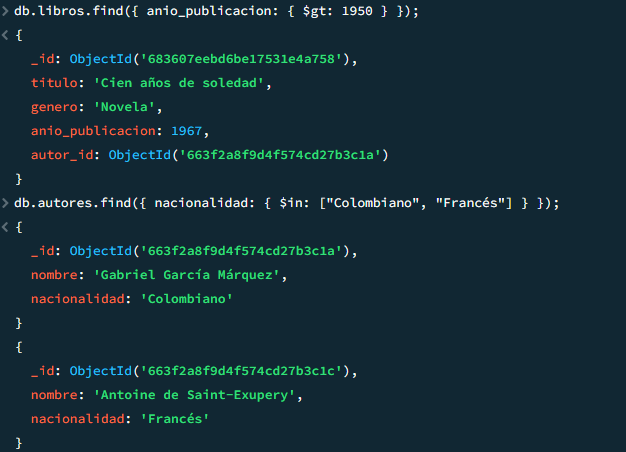 db.libros.find({ anio_publicacion: { $gt: 1950 } });
{
_id: ObjectId('683607eebd6be17531e4a758'),
titulo: 'Cien años de soledad',
genero: 'Novela',
anio_publicacion: 1967,
autor_id: ObjectId('663f2a8f9d4f574cd27b3c1a')
}
db.autores.find({ nacionalidad: { $in: ["Colombiano", "Francés"] } });
{
_id: ObjectId('663f2a8f9d4f574cd27b3c1a'),
nombre: 'Gabriel García Márquez',
nacionalidad: 'Colombiano'
}
{
_id: ObjectId('663f2a8f9d4f574cd27b3c1c'),
nombre: 'Antoine de Saint-Exupery',
nacionalidad: 'Francés'
}